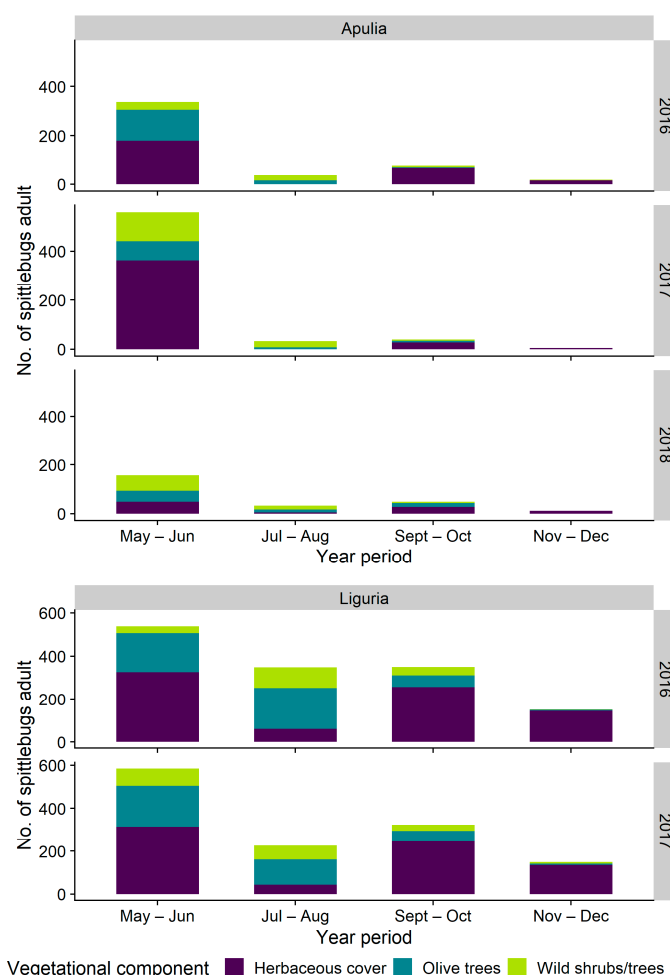 Apulia
400
200
0
2016
400
200
0
2017
400
200
0
2018
No. of spittlebugs adult
May – Jun
Jul – Aug
Sept – Oct
Nov – Dec
Year period
Liguria
600
400
200
0
2016
600
400
200
0
2017
No. of spittlebugs adult
May – Jun
Jul – Aug
Sept – Oct
Nov – Dec
Year period
Vegetational component
Herbaceous cover
Olive trees
Wild shrubs/trees